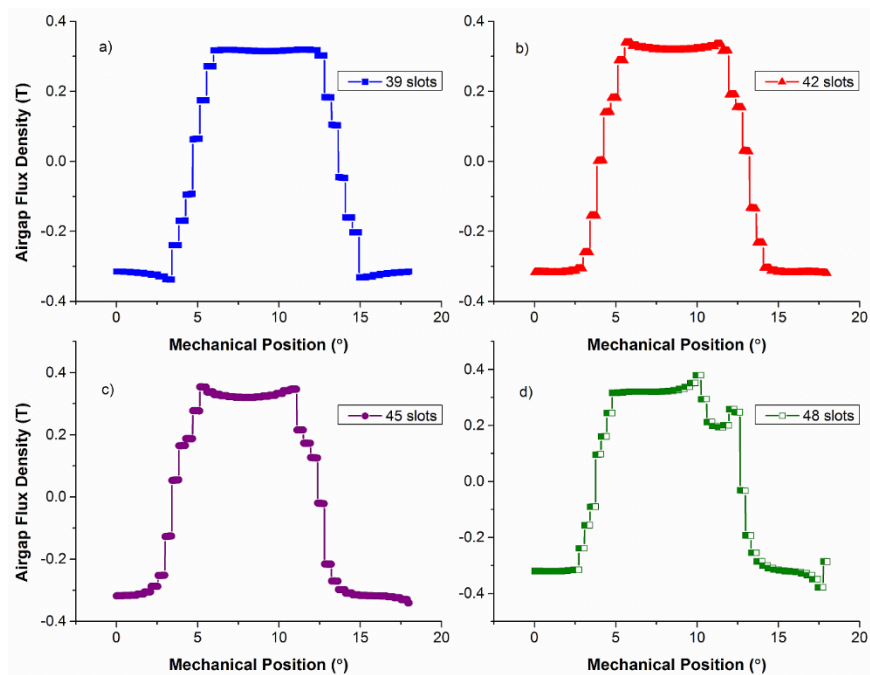 a)
39 slots
Airgap Flux Density (T)
0.4
0.2
0.0
-0.2
-0.4
0
5
10
15
20
Mechanical Position (°)
b)
42 slots
0.4
0.2
0.0
-0.2
-0.4
0
5
10
15
20
Mechanical Position (°)
c)
45 slots
Airgap Flux Density (T)
0.4
0.2
0.0
-0.2
-0.4
0
5
10
15
20
Mechanical Position (°)
d)
48 slots
0.4
0.2
0.0
-0.2
-0.4
0
5
10
15
20
Mechanical Position (°)